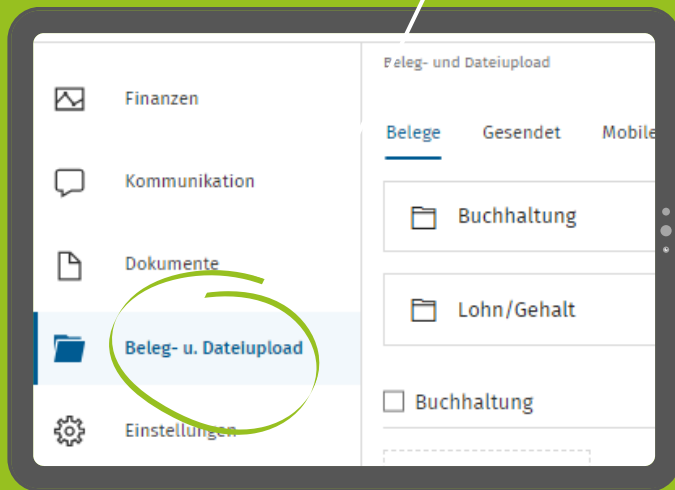 Finanzen
Kommunikation
Dokumente
Beleg- u. Dateiupload
Einstellungen
Beleg- und Dateiupload
Belege Gesendet Mobile
Buchhaltung
Lohn/Gehalt
Buchhaltung